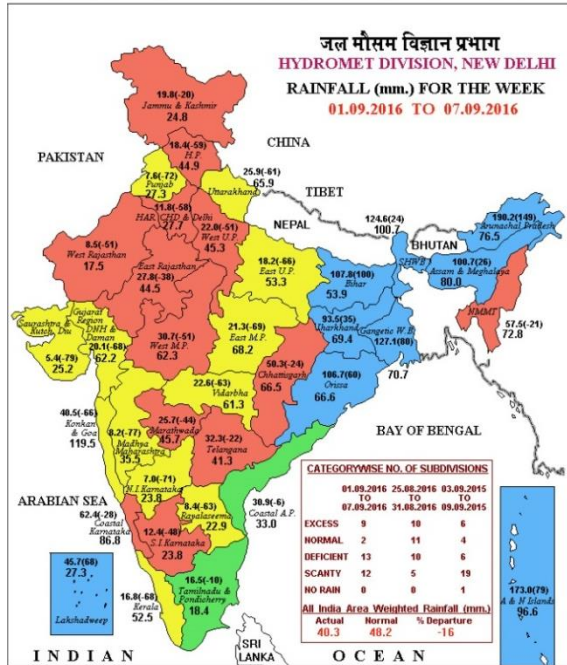 जल मौसम विज्ञान प्रभाग
HYDROMET DIVISION, NEW DELHI
RAINFALL (mm.) FOR THE WEEK
01.09.2016 TO 07.09.2016
19.8(-20)
Jammu & Kashmir
24.8
18.4(-59)
H.P.
44.9
CHINA
PAKISTAN
7.6(-72)
Punjab
27.3
25.9(-61)
65.9
Uttarakhand
TIBET
11.8(-58)
HAR. CHD & Delhi
27.7
22.0(-51)
West U.P.
45.3
NEPAL
124.6(24)
100.7
BHUTAN
190.2(149)
Arunachal Pradesh
76.5
8.5(-51)
West Rajasthan
17.5
East Rajasthan
27.8(-38)
44.5
18.2(-66)
East U.P.
53.3
107.8(100)
Bihar
53.9
SHWB
100.7(26)
Assam & Meghalaya
80.0
NMMT
57.5(-21)
72.8
Saurashtra &
Kutch, Diu
5.4(-79)
25.2
Gujarat
Region
DNH &
Daman
20.1(-68)
62.2
30.7(-51)
West M.P.
62.3
21.3(-69)
East M.P.
68.2
93.5(35)
Jharkhand
69.4
Gangetic W.B.
127.1(80)
70.7
50.3(-24)
Chhattisgarh
66.5
106.7(60)
Orissa
66.6
22.6(-63)
Vidarbha
61.3
40.5(-66)
Konkan
& Goa
119.5
8.2(-77)
Madhya
Maharashtra
35.5
25.7(-44)
Marathwada
45.7
32.3(-22)
Telangana
41.3
BAY OF BENGAL
ARABIAN SEA
7.0(-71)
N.I.Karnataka
23.8
8.4(-63)
Rayalaseema
22.9
30.9(-6)
Coastal A.P.
33.0
62.4(-28)
Coastal
Karnataka
86.8
12.4(-48)
S.I.Karnataka
23.8
16.5(-10)
Tamilnadu &
Pondicherry
18.4
16.8(-68)
Kerala
52.5
45.7(68)
27.3
Lakshadweep
173.0(79)
A & N Islands
96.6
CATEGORYWISE NO. OF SUBDIVISIONS
01.09.2016 25.08.2016 03.09.2015
TO TO TO
07.09.2016 31.08.2016 09.09.2015
EXCESS 9 10 6
NORMAL 2 11 4
DEFICIENT 13 10 6
SCANTY 12 5 19
NO RAIN 0 0 1
All India Area Weighted Rainfall (mm.)
Actual Normal % Departure
40.3 48.2 -16
SRI
LANKA
INDIAN OCEAN